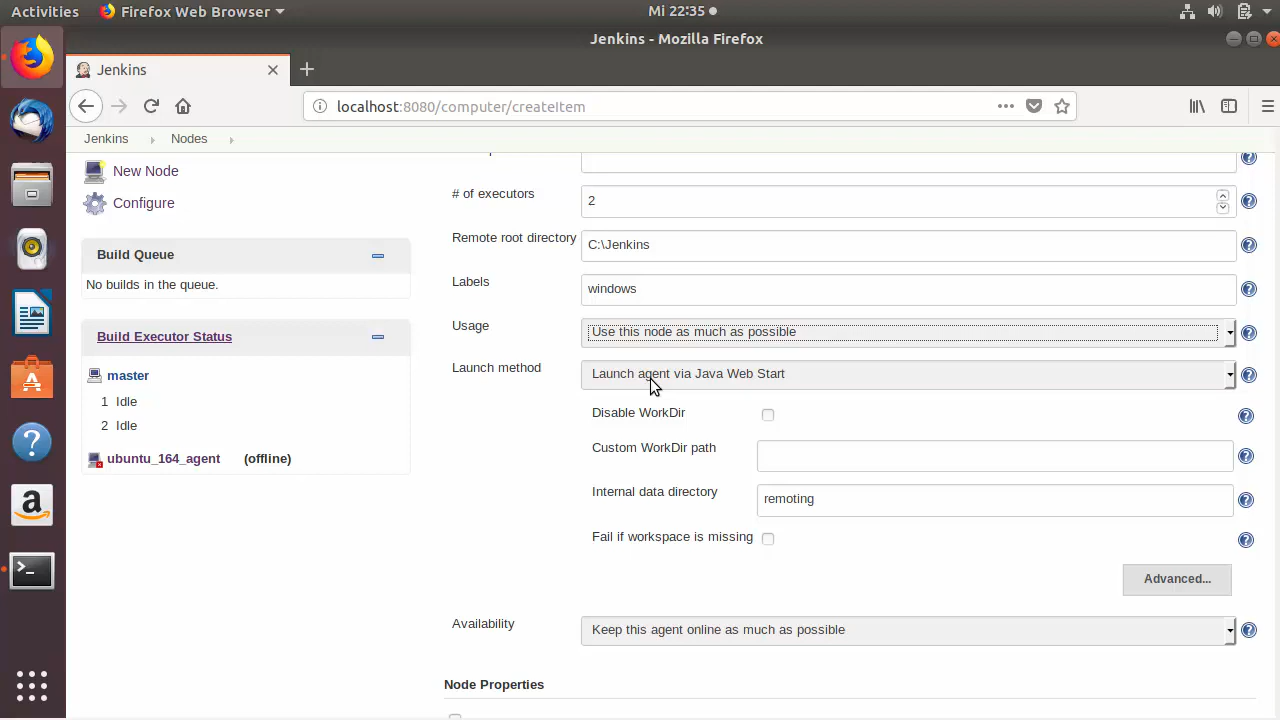 Activities
Firefox Web Browser
Mi 22:35
Jenkins - Mozilla Firefox
Jenkins
localhost:8080/computer/createItem
Jenkins
Nodes
New Node
Configure
Build Queue
No builds in the queue.
Build Executor Status
master
1 Idle
2 Idle
ubuntu_164_agent (offline)
# of executors
2
Remote root directory
C:\Jenkins
Labels
windows
Usage
Use this node as much as possible
Launch method
Launch agent via Java Web Start
Disable WorkDir
Custom WorkDir path
Internal data directory
remoting
Fail if workspace is missing
Advanced...
Availability
Keep this agent online as much as possible
Node Properties